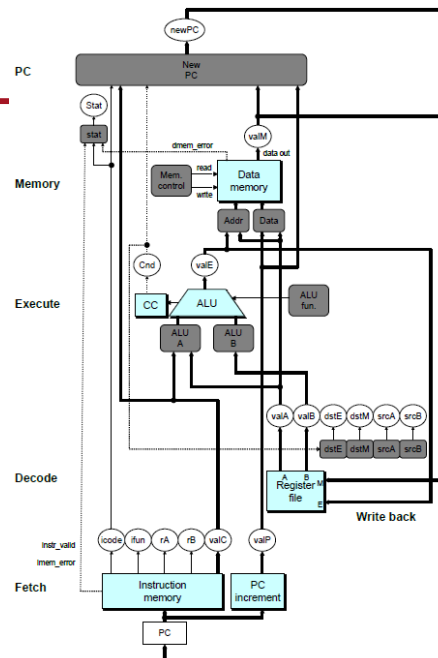 newPC
PC
New
PC
Stat
stat
valM
dmem_error
data out
Memory
Mem.
control
read
write
Data
memory
Addr
Data
Cnd
valE
Execute
CC
ALU
ALU
fun.
ALU
A
ALU
B
valA
valB
dstE
dstM
srcA
srcB
dstE
dstM
srcA
srcB
Decode
A
B
M
Register
file
E
Write back
instr_valid
imem_error
icode
ifun
rA
rB
valC
valP
Fetch
Instruction
memory
PC
increment
PC